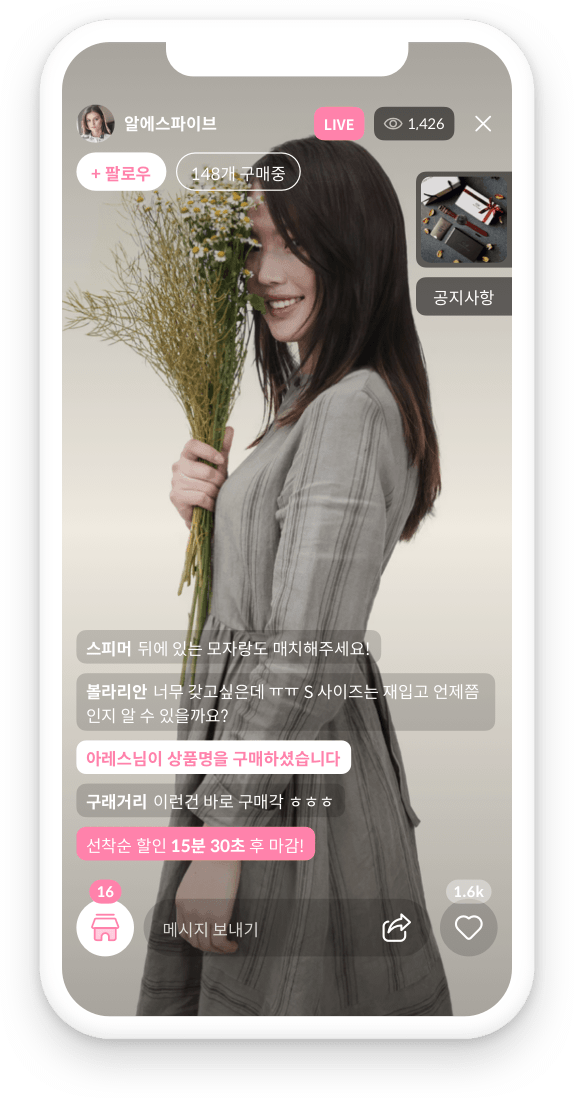 알에스파이브
LIVE
1,426
+ 팔로우
148개 구매중
공지사항
스피머 뒤에 있는 모자랑도 매치해주세요!
볼라리안 너무 갖고싶은데 ㅠㅠ S 사이즈는 재입고 언제쯤
인지 알 수 있을까요?
아레스님이 상품명을 구매하셨습니다
구래거리 이런건 바로 구매각 ㅎㅎㅎ
선착순 할인 15분 30초 후 마감!
16
1.6k
메시지 보내기